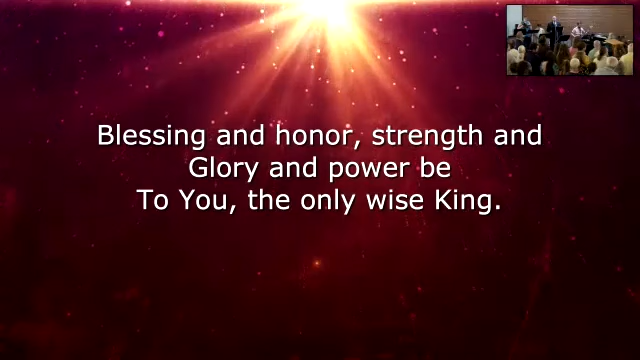 Blessing and honor, strength and
Glory and power be
To You, the only wise King.